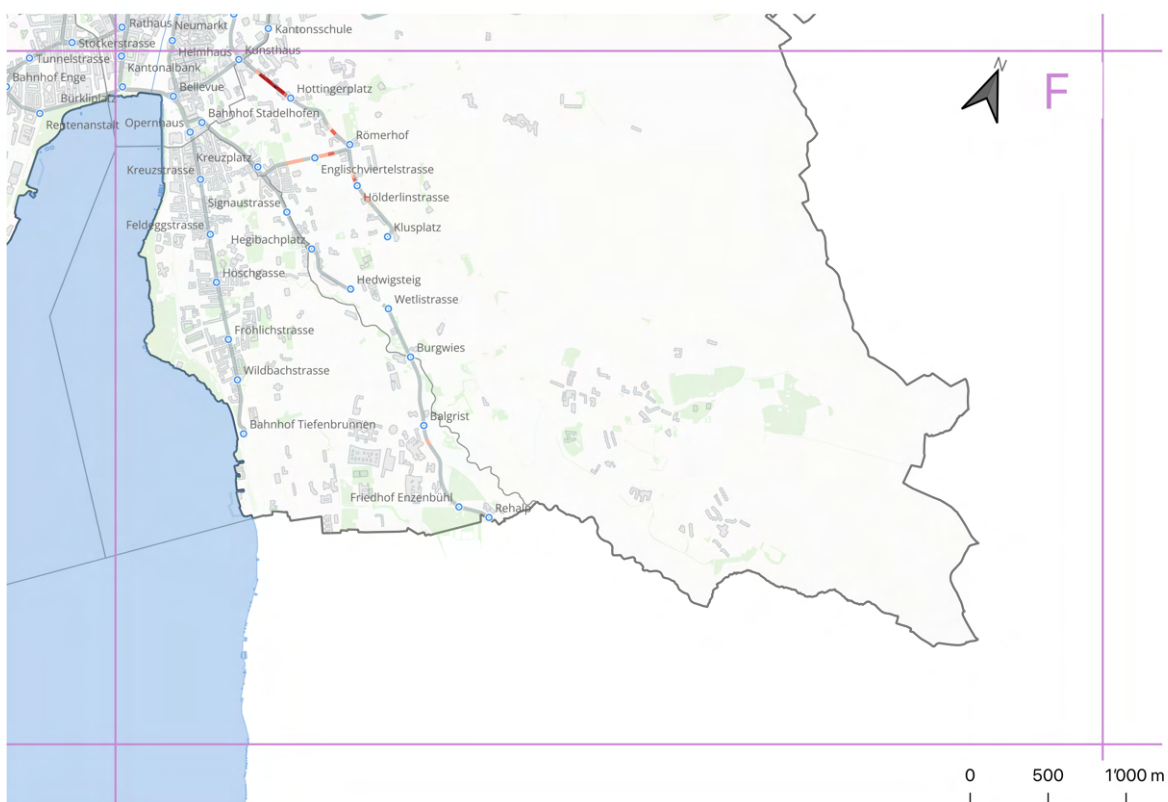 Rathaus
Neumarkt
Kantonsschule
Stockerstrasse
Helmhaus
Kunsthaus
Tunnelstrasse
Kantonalbank
Bahnhof Enge
Bellevue
Hottingerplatz
Bürkliplatz
Rentenanstalt
Opernhaus
Bahnhof Stadelhofen
Römerhof
Kreuzplatz
Kreuzstrasse
Englischviertelstrasse
Signaustrasse
Hölderlinstrasse
Feldeggstrasse
Klusplatz
Hegibachplatz
Höschgasse
Hedwigsteig
Wetlistrasse
Fröhlichstrasse
Burgwies
Wildbachstrasse
Balgrist
Bahnhof Tiefenbrunnen
Friedhof Enzenbühl
Rehalp
N
F
0 500 1'000 m